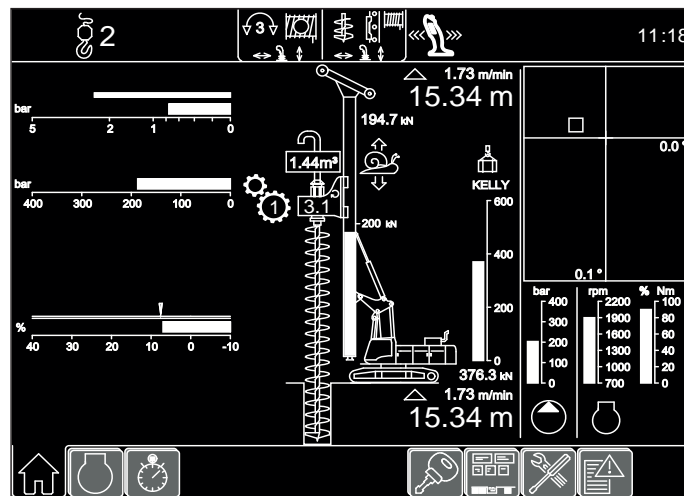 2
3
11:18
1.73 m/min
15.34 m
bar
5 2 1 0
194.7 kN
1.44m³
KELLY
0.0 °
bar
400 300 200 100 0
1
3.1
200 kN
600
400
200
0
0.1 °
bar
400
300
200
100
0
rpm
2200
1900
1600
1300
1000
700
% Nm
100
80
60
40
20
0
%
40 30 20 10 0 -10
376.3 kN
1.73 m/min
15.34 m